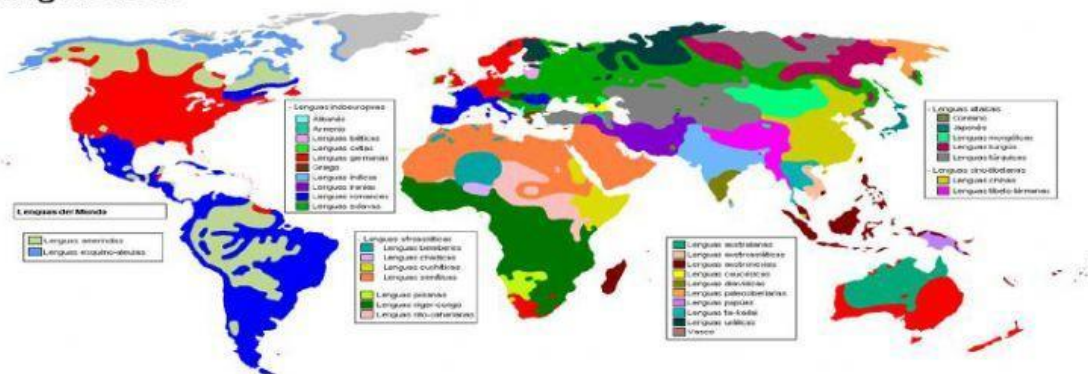 Lenguas del Mundo
Lenguas amerindias
Lenguas esquimo-aleutas
- Lenguas indoeuropeas
Albanés
Armenio
Lenguas bálticas
Lenguas celtas
Lenguas germanas
Griego
Lenguas índicas
Lenguas iranias
Lenguas romances
Lenguas eslavas
Lenguas afroasiáticas
Lenguas bereberes
Lenguas chádicas
Lenguas cushíticas
Lenguas semíticas
Lenguas joisanas
Lenguas níger-congo
Lenguas nilo-saharianas
Lenguas australianas
Lenguas austroasiáticas
Lenguas austronesias
Lenguas caucásicas
Lenguas dravídicas
Lenguas paleosiberianas
Lenguas papúes
Lenguas tai-kadai
Lenguas urálicas
Vasco
- Lenguas altaicas
Coreano
Japonés
Lenguas mongólicas
Lenguas tungús
Lenguas túrquicas
- Lenguas sino-tibetanas
Lenguas chinas
Lenguas tibeto-birmanas